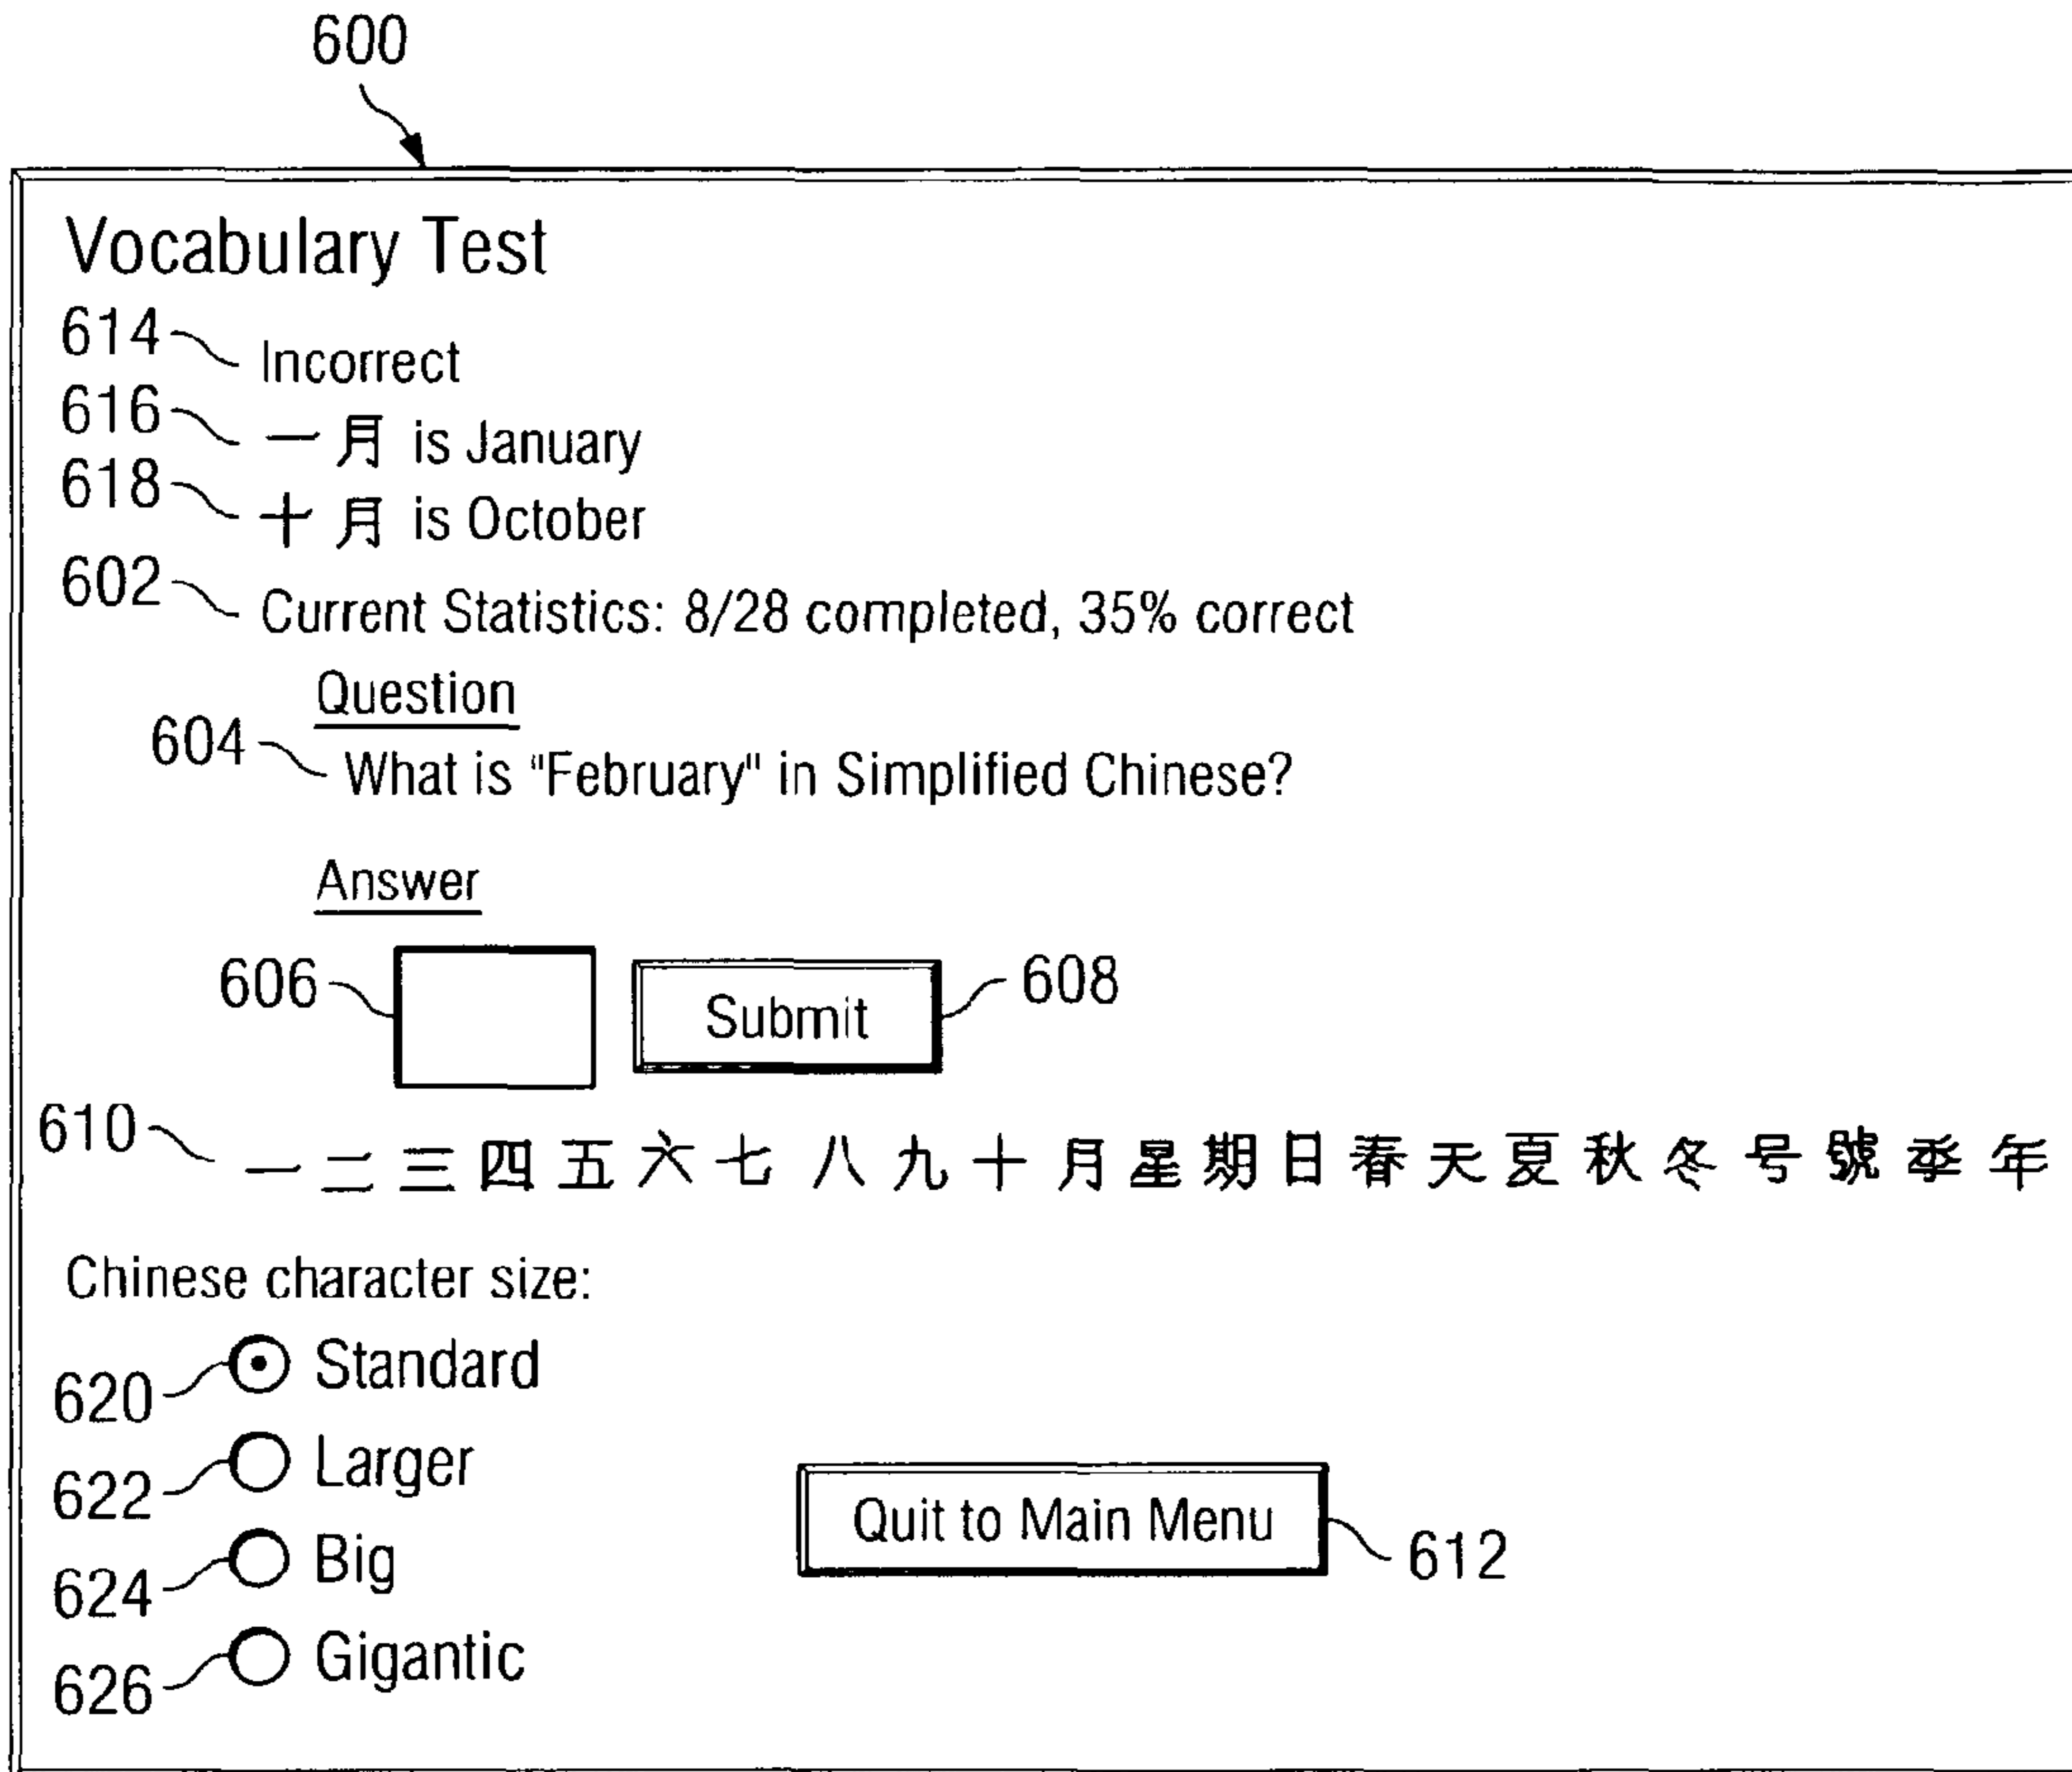 600
Vocabulary Test
614 Incorrect
616 一月 is January
618 十月 is October
602 Current Statistics: 8/28 completed, 35% correct
Question
604 What is "February" in Simplified Chinese?
Answer
606 Submit 608
610 一 二 三 四 五 六 七 八 九 十 月 星 期 日 春 天 夏 秋 冬 号 號 季 年
Chinese character size:
620 Standard
622 Larger
624 Big
626 Gigantic
Quit to Main Menu 612